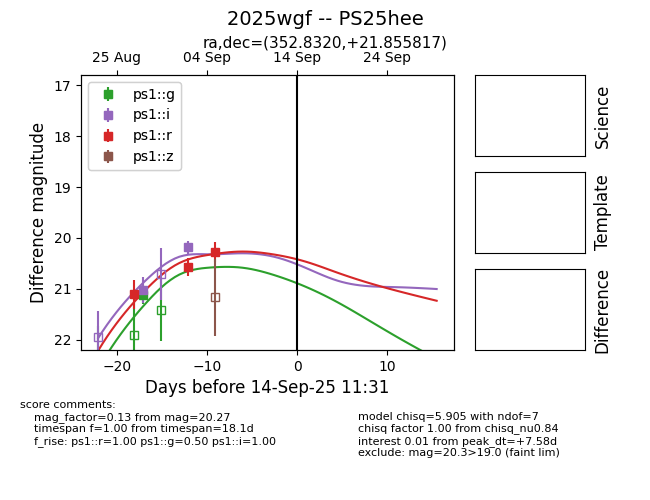 2025wgf -- PS25hee
ra,dec=(352.8320,+21.855817)
25 Aug
04 Sep
14 Sep
24 Sep
17
18
19
20
21
22
Difference magnitude
ps1::g
ps1::i
ps1::r
ps1::z
−20
−10
0
10
Days before 14-Sep-25 11:31
Science
Template
Difference
score comments:
mag_factor=0.13 from mag=20.27
timespan f=1.00 from timespan=18.1d
f_rise: ps1::r=1.00 ps1::g=0.50 ps1::i=1.00
model chisq=5.905 with ndof=7
chisq factor 1.00 from chisq_nu0.84
interest 0.01 from peak_dt=+7.58d
exclude: mag=20.3>19.0 (faint lim)